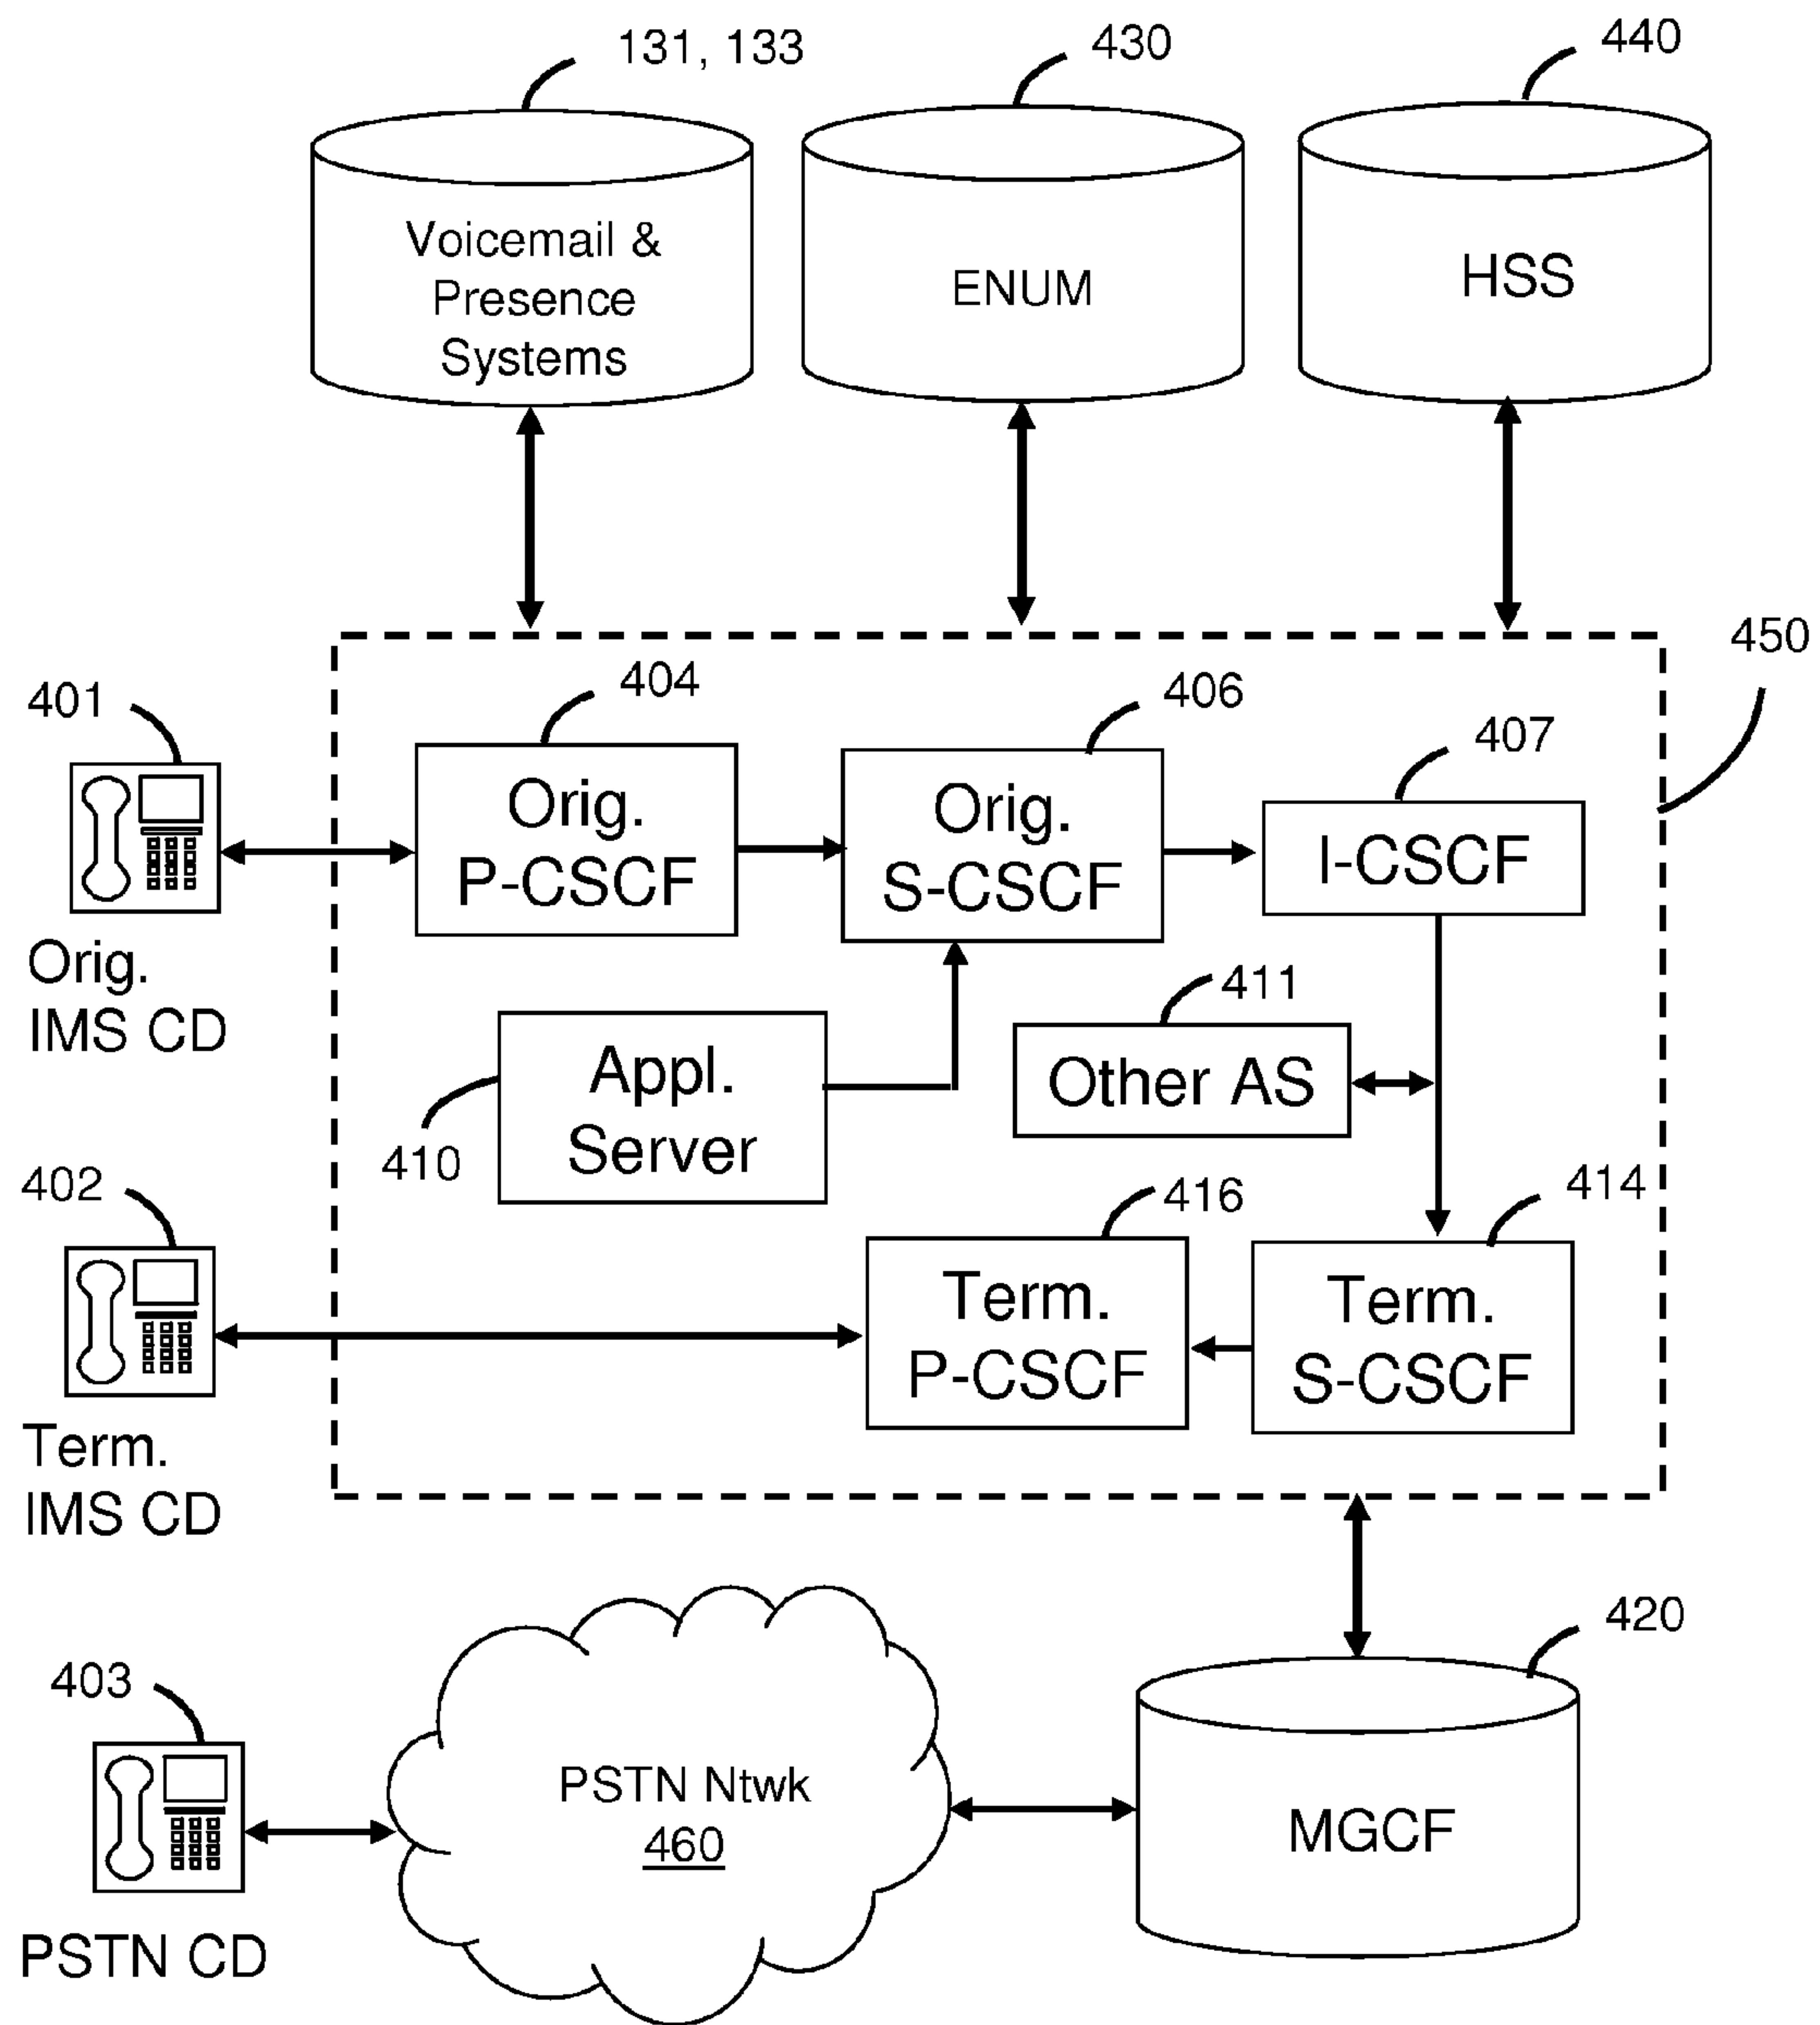 131, 133
430
440
Voicemail &
Presence
Systems
ENUM
HSS
450
401
404
406
407
Orig.
P-CSCF
Orig.
S-CSCF
I-CSCF
Orig.
IMS CD
411
Appl.
Server
Other AS
410
402
416
414
Term.
P-CSCF
Term.
S-CSCF
Term.
IMS CD
420
403
PSTN Ntwk
460
MGCF
PSTN CD